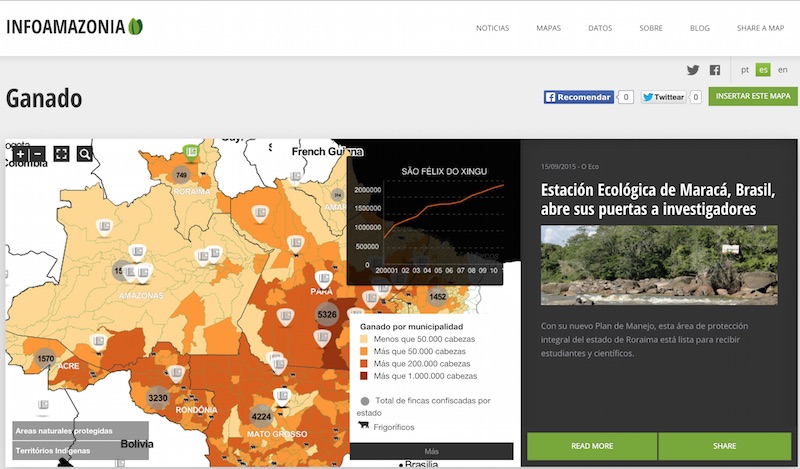 INFOAMAZONIA
NOTICIAS MAPAS DATOS SOBRE BLOG SHARE A MAP
pt es en
Ganado
Recomendar 0 Twittear 0 INSERTAR ESTE MAPA
Colombia
French Guiana
749
RORAIMA
AMAZONAS
PARÁ
5326
1452
1570
ACRE
3230
RONDÔNIA
4224
MATO GROSSO
Bolivia
Brasilia
Areas naturales protegidas
Territórios Indígenas
SÃO FÉLIX DO XINGU
2000000
1500000
1000000
500000
0
200001 02 03 04 05 06 07 08 09 10
Ganado por municipalidad
Menos que 50.000 cabezas
Más que 50.000 cabezas
Más que 200.000 cabezas
Más que 1.000.000 cabezas
Total de fincas confiscadas por
estado
Frigoríficos
Más
15/09/2015 - O Eco
Estación Ecológica de Maracá, Brasil,
abre sus puertas a investigadores
Con su nuevo Plan de Manejo, esta área de protección
integral del estado de Roraima está lista para recibir
estudiantes y científicos.
READ MORE SHARE